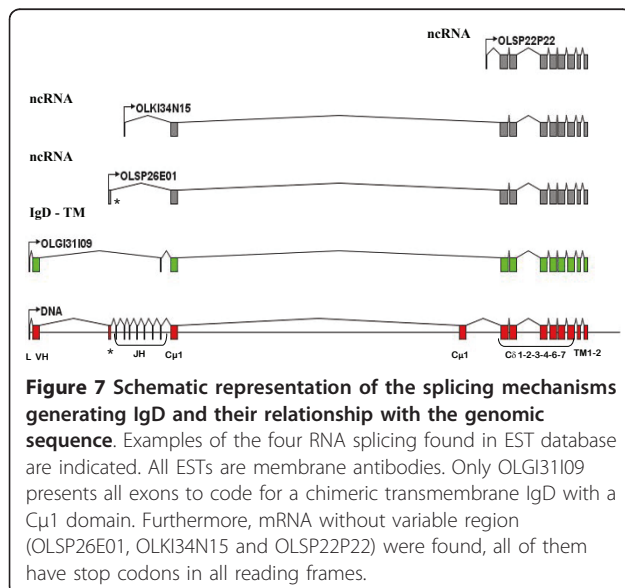 ncRNA
OLSP22P22
ncRNA
OLKI34N15
ncRNA
OLSP26E01
*
IgD - TM
OLGI31I09
DNA
L VH * JH Cµ1 Cµ1 Cδ 1-2-3-4-6-7 TM1-2
Figure 7 Schematic representation of the splicing mechanisms
generating IgD and their relationship with the genomic
sequence. Examples of the four RNA splicing found in EST database
are indicated. All ESTs are membrane antibodies. Only OLGI31I09
presents all exons to code for a chimeric transmembrane IgD with a
Cµ1 domain. Furthermore, mRNA without variable region
(OLSP26E01, OLKI34N15 and OLSP22P22) were found, all of them
have stop codons in all reading frames.